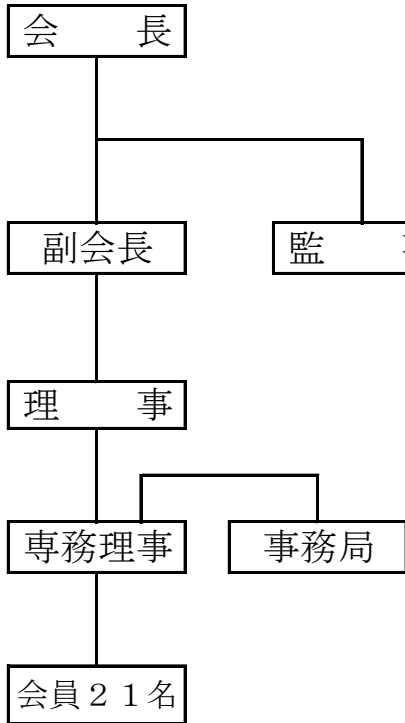 会　　長
副会長　監
理　　事
専務理事　事務局
会員２１名